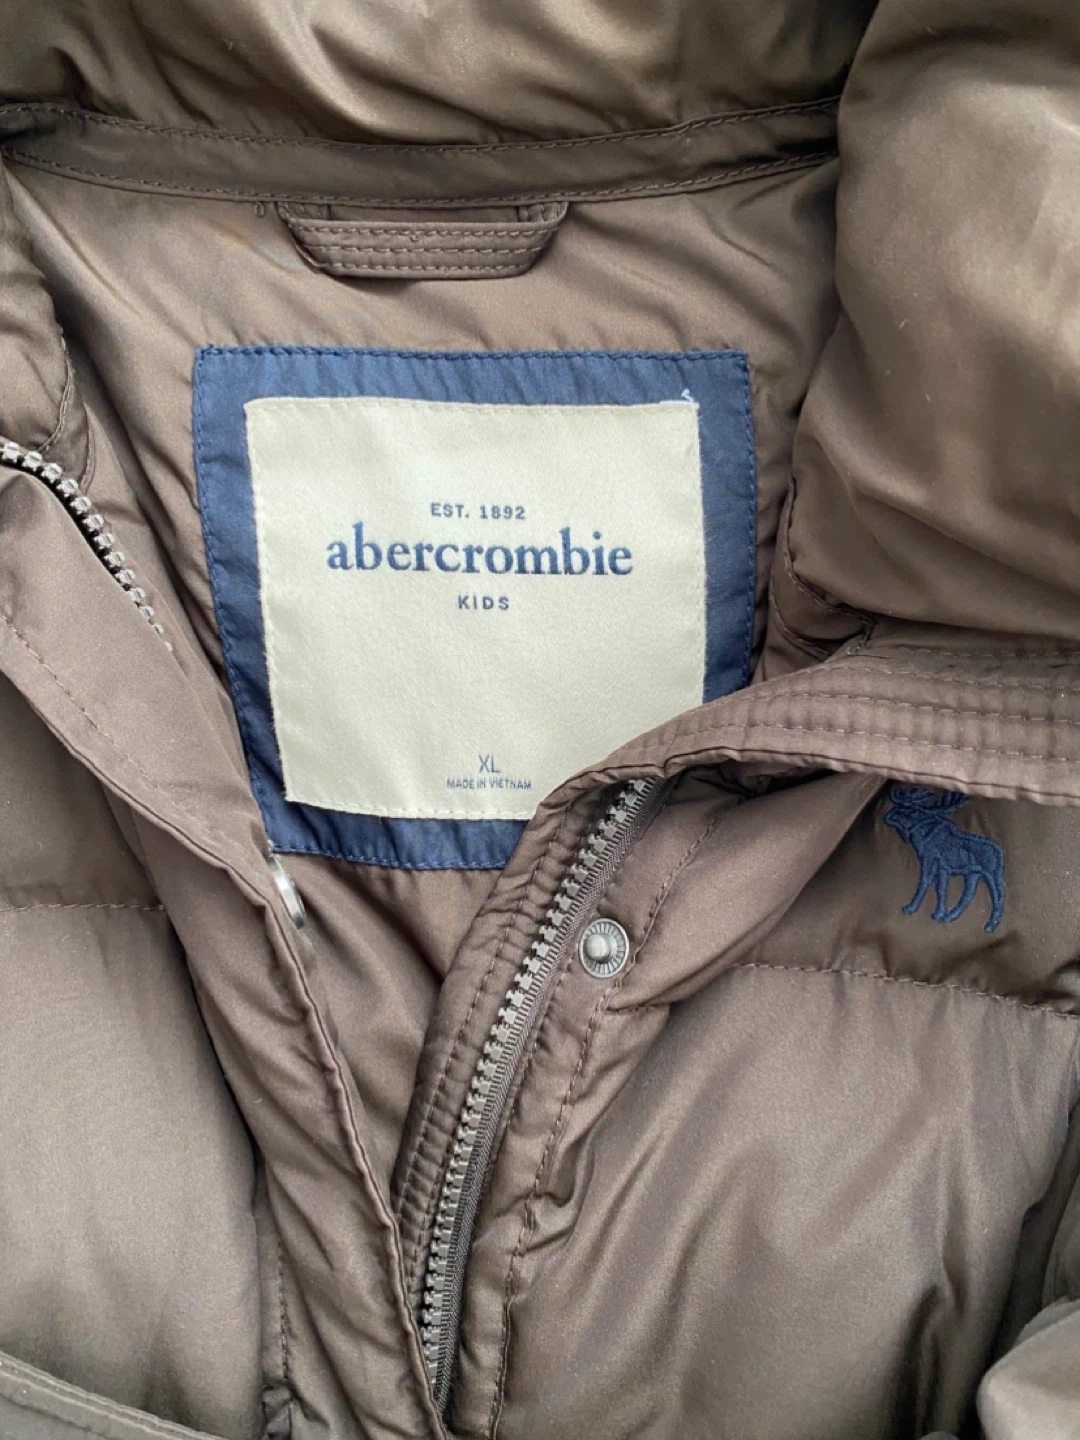 EST. 1892
abercrombie
KIDS
XL
MADE IN VIETNAM